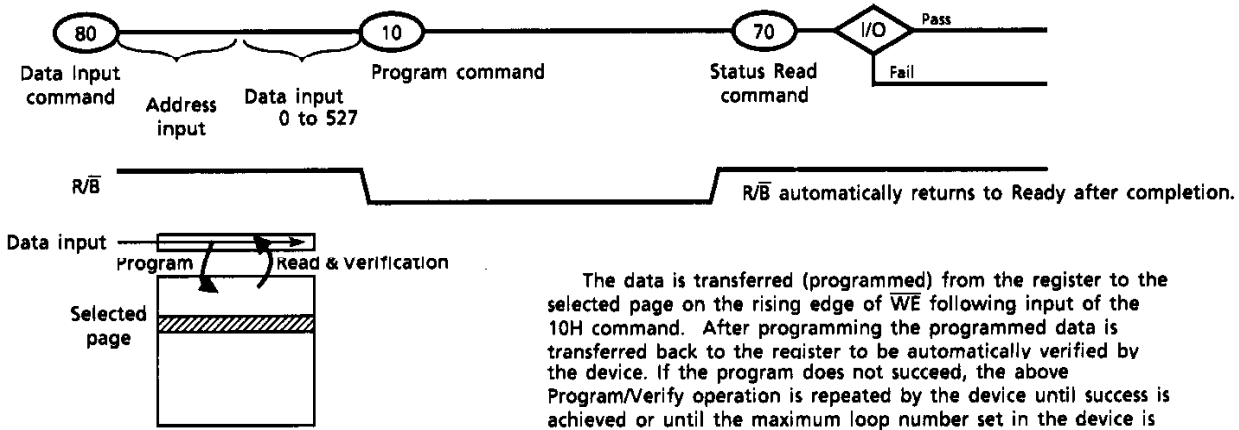 80
10
70
I/O
Pass
Fail
Data Input
command
Address
input
Data input
0 to 527
Program command
Status Read
command
R/B̅
R/B̅ automatically returns to Ready after completion.
Data input
Program
Read & Verification
Selected
page
The data is transferred (programmed) from the register to the
selected page on the rising edge of W̅E̅ following input of the
10H command. After programming the programmed data is
transferred back to the register to be automatically verified by
the device. If the program does not succeed, the above
Program/Verify operation is repeated by the device until success is
achieved or until the maximum loop number set in the device is